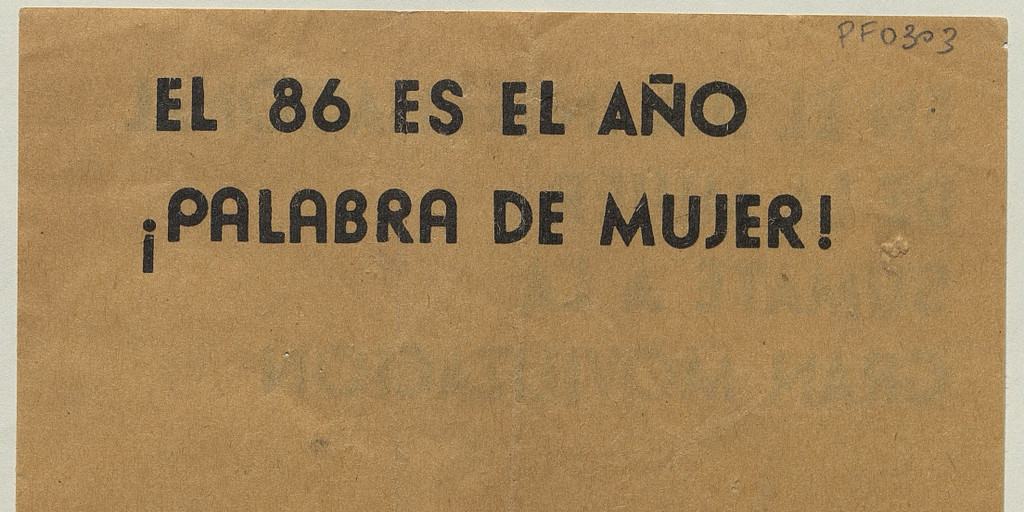 PF0303
EL 86 ES EL AÑO
¡PALABRA DE MUJER!